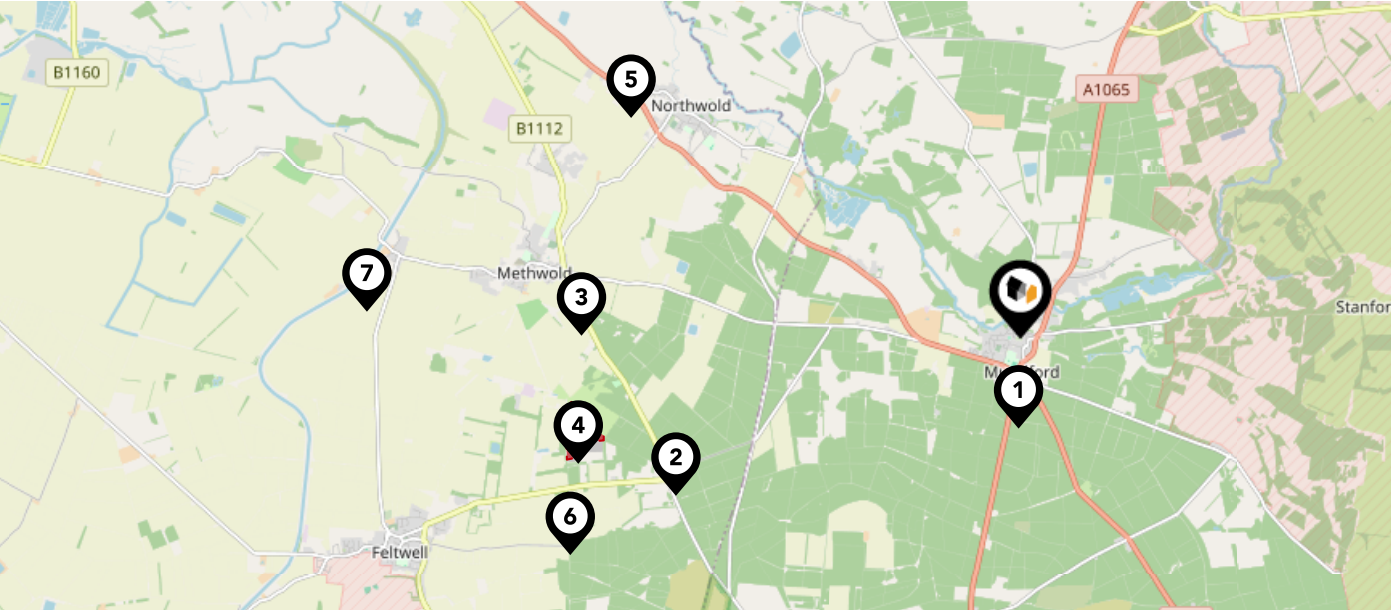 B1160
5
A1065
Northwold
B1112
7
Methwold
3
Stanfor
1
4
2
6
Feltwell